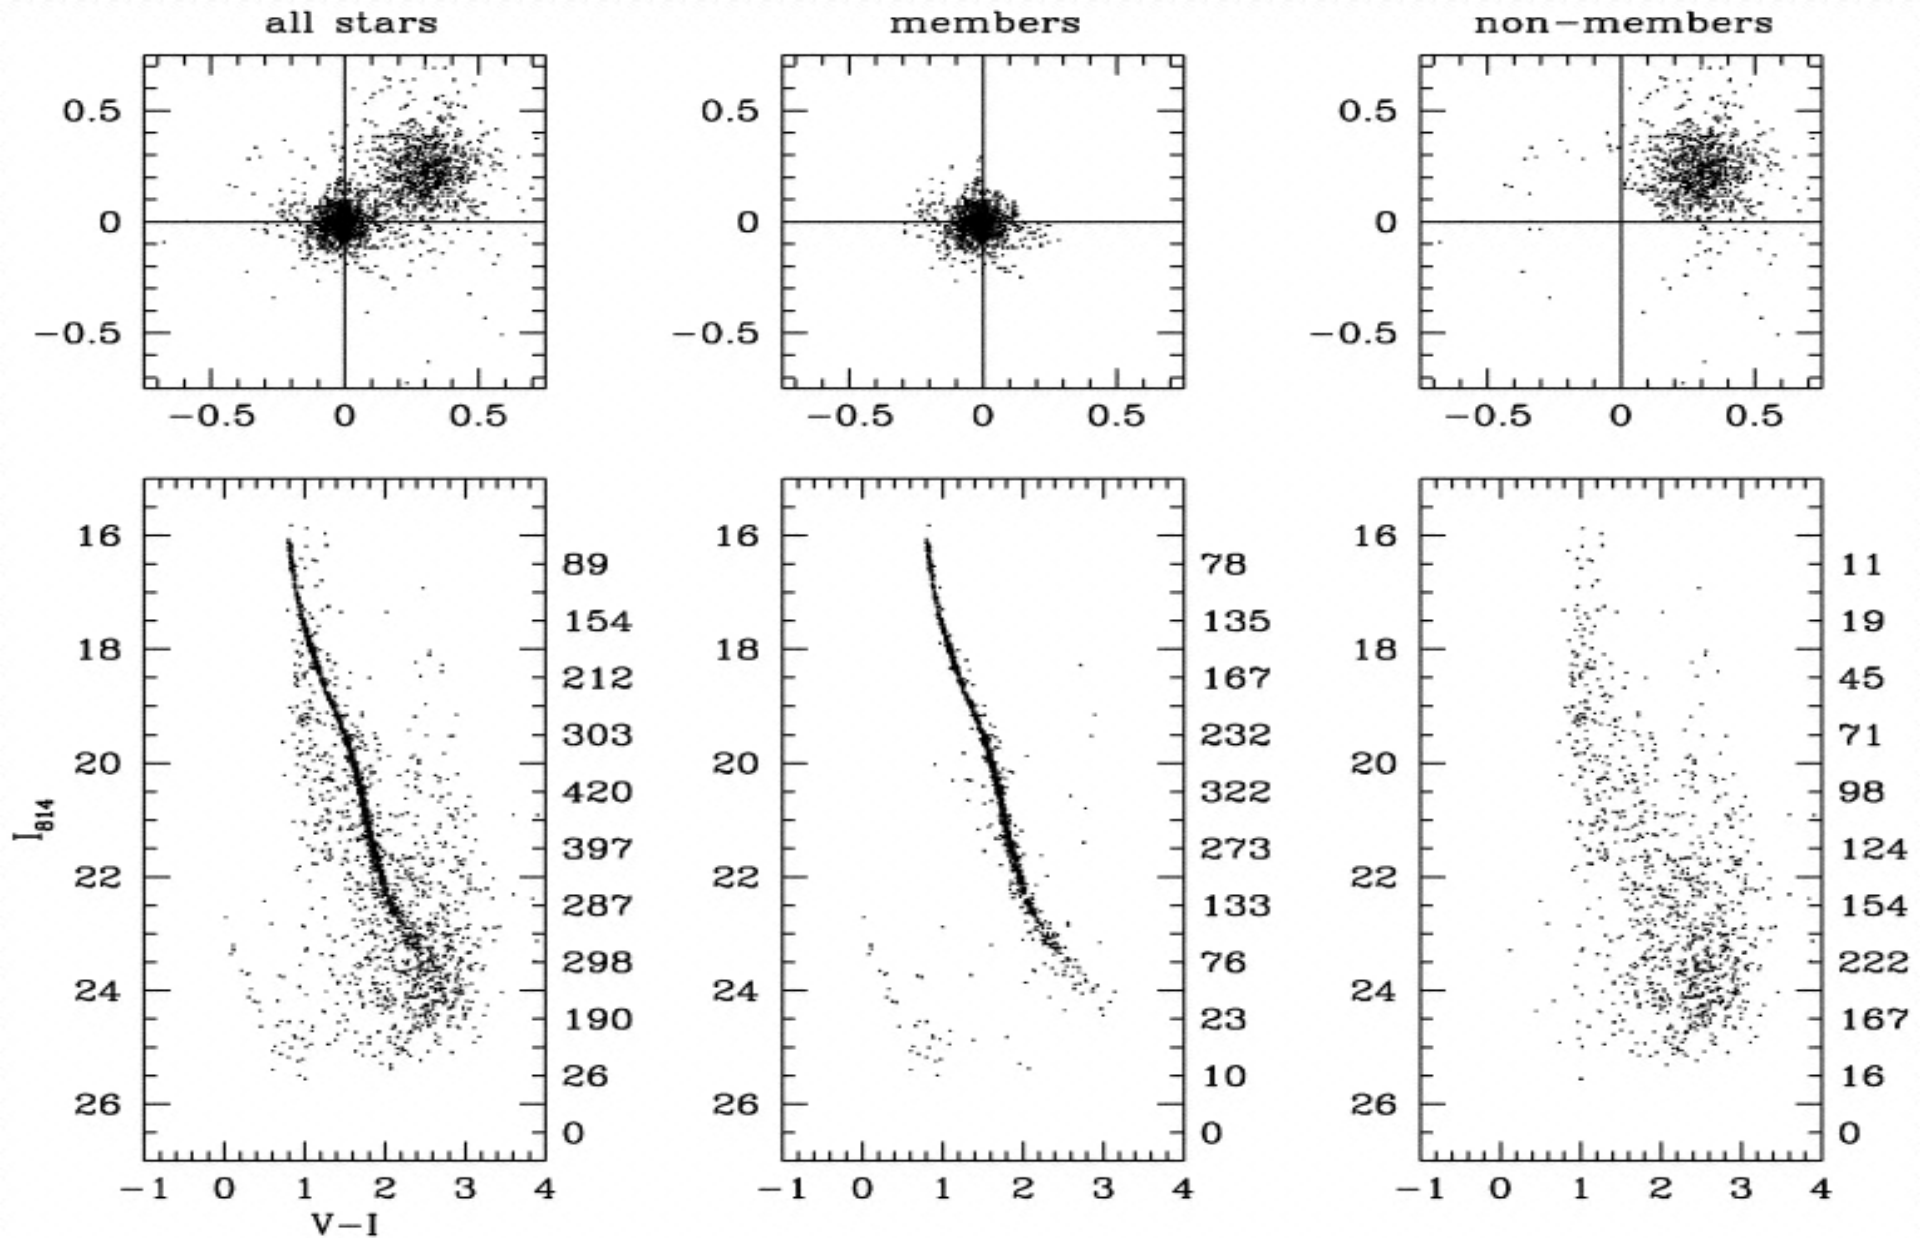 all stars members non-members
0.5 0.5 0.5
0 0 0
−0.5 −0.5 −0.5
−0.5 0 0.5 −0.5 0 0.5 −0.5 0 0.5
16 16 16
89 78 11
154 135 19
18 18 18
212 167 45
303 232 71
20 20 20
420 322 98
I814
397 273 124
22 22 22
287 133 154
298 76 222
24 24 24
190 23 167
26 10 16
26 26 26
0 0 0
−1 0 1 2 3 4 −1 0 1 2 3 4 −1 0 1 2 3 4
V−I